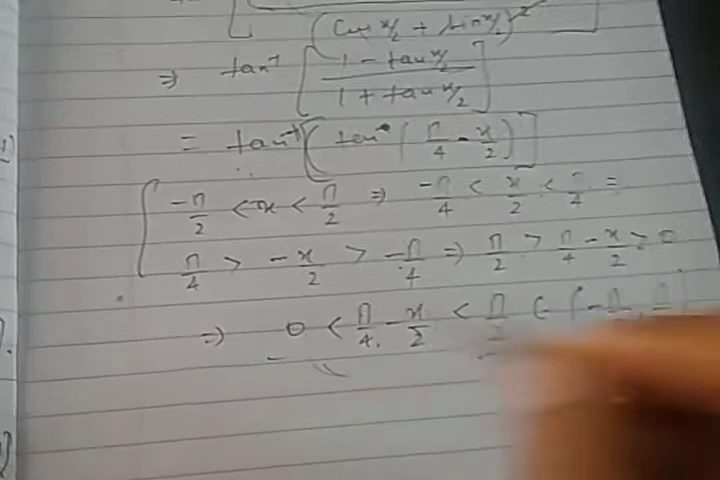 (cos x/2 + sin x/2)²
⇒ tan⁻¹ [ (1 - tan x/2) / (1 + tan x/2) ]
= tan⁻¹ [ tan ( π/4 - x/2 ) ]
-π/2 < x < π/2 ⇒ -π/4 < x/2 < π/4 =
π/4 > -x/2 > -π/4 ⇒ π/2 > π/4 - x/2 > 0
⇒ 0 < π/4 - x/2 < π/2 ∈ ( -π